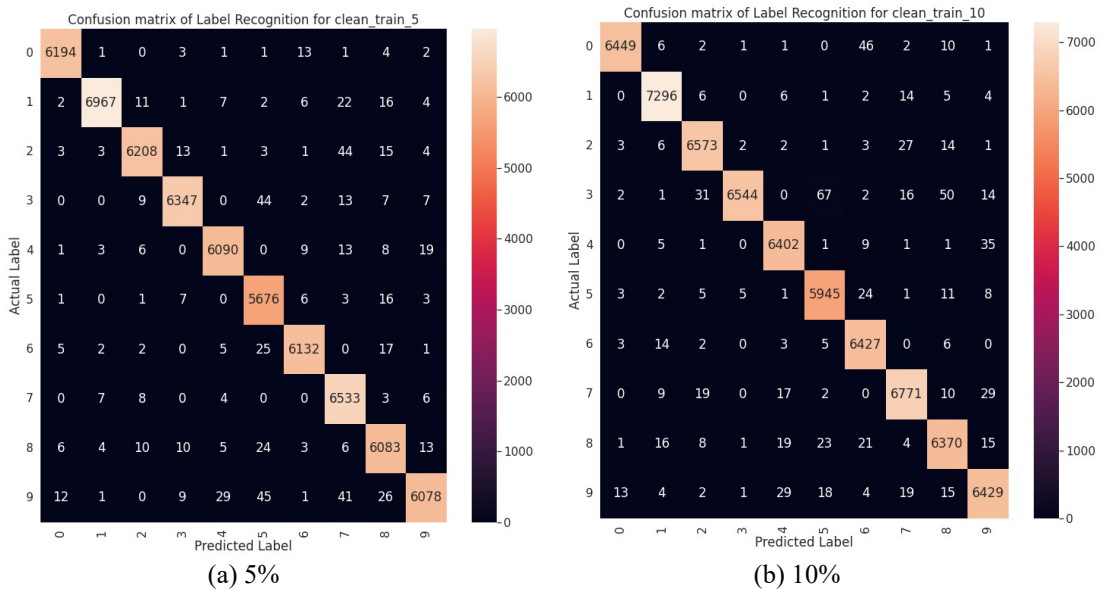 Confusion matrix of Label Recognition for clean_train_5
0 6194 1 0 3 1 1 13 1 4 2
1 2 6967 11 1 7 2 6 22 16 4
2 3 3 6208 13 1 3 1 44 15 4
3 0 0 9 6347 0 44 2 13 7 7
4 1 3 6 0 6090 0 9 13 8 19
5 1 0 1 7 0 5676 6 3 16 3
6 5 2 2 0 5 25 6132 0 17 1
7 0 7 8 0 4 0 0 6533 3 6
8 6 4 10 10 5 24 3 6 6083 13
9 12 1 0 9 29 45 1 41 26 6078
0 1 2 3 4 5 6 7 8 9
Actual Label
Predicted Label
6000
5000
4000
3000
2000
1000
0
(a) 5%
Confusion matrix of Label Recognition for clean_train_10
0 6449 6 2 1 1 0 46 2 10 1
1 0 7296 6 0 6 1 2 14 5 4
2 3 6 6573 2 2 1 3 27 14 1
3 2 1 31 6544 0 67 2 16 50 14
4 0 5 1 0 6402 1 9 1 1 35
5 3 2 5 5 1 5945 24 1 11 8
6 3 14 2 0 3 5 6427 0 6 0
7 0 9 19 0 17 2 0 6771 10 29
8 1 16 8 1 19 23 21 4 6370 15
9 13 4 2 1 29 18 4 19 15 6429
0 1 2 3 4 5 6 7 8 9
Actual Label
Predicted Label
7000
6000
5000
4000
3000
2000
1000
0
(b) 10%